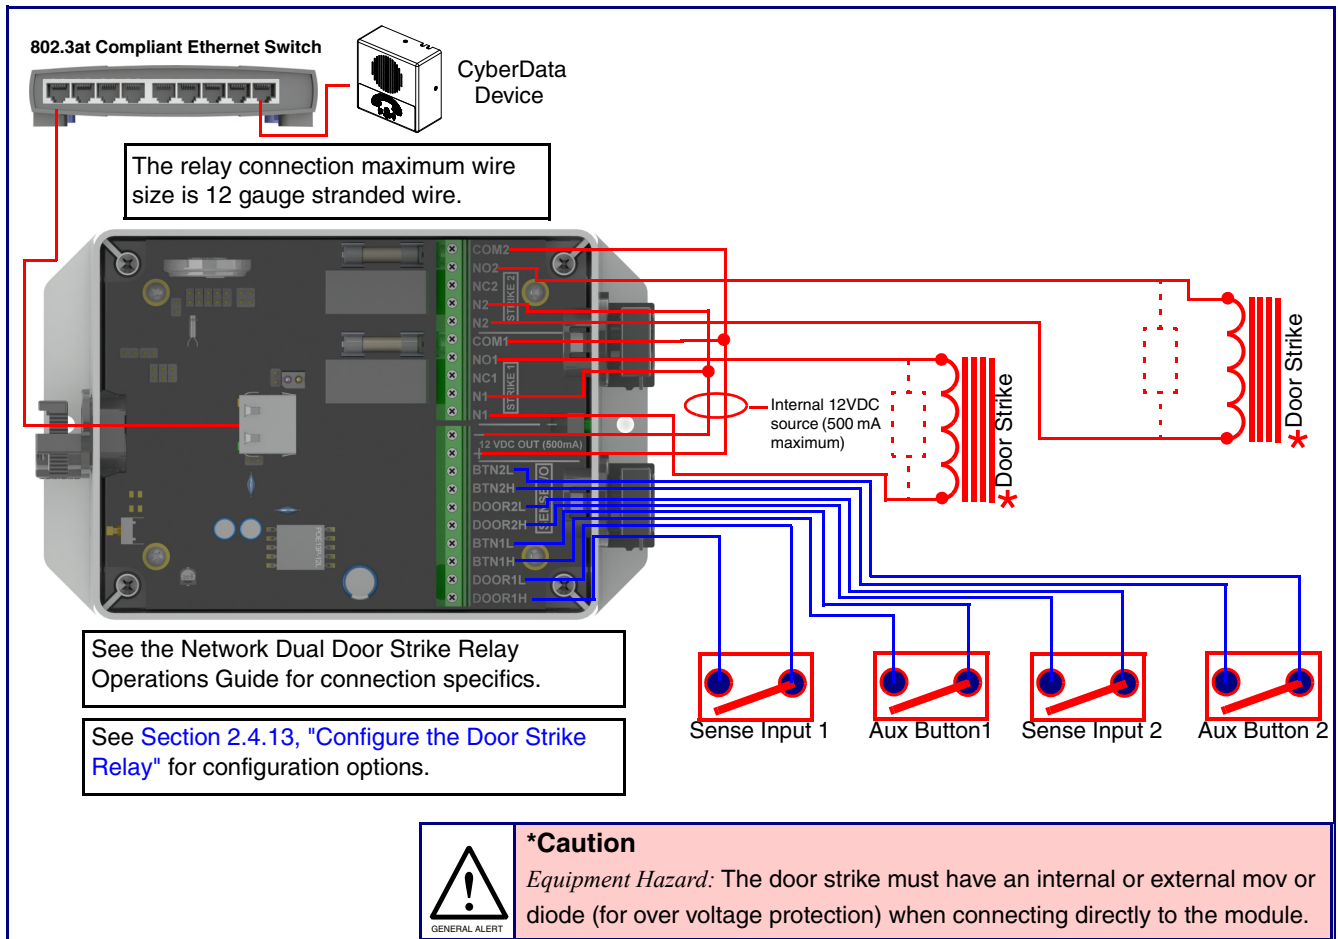 802.3at Compliant Ethernet Switch
CyberData
Device
The relay connection maximum wire
size is 12 gauge stranded wire.
COM2
NO2
NC2
N2
N2
STRIKE 2
COM1
NO1
NC1
N1
N1
STRIKE 1
- 
12 VDC OUT (500mA)
+
BTN2L
BTN2H
DOOR2L
DOOR2H
BTN1L
BTN1H
DOOR1L
DOOR1H
Internal 12VDC
source (500 mA
maximum)
*Door Strike
*Door Strike
See the Network Dual Door Strike Relay
Operations Guide for connection specifics.
See Section 2.4.13, "Configure the Door Strike
Relay" for configuration options.
Sense Input 1
Aux Button1
Sense Input 2
Aux Button 2
GENERAL ALERT
*Caution
Equipment Hazard: The door strike must have an internal or external mov or
diode (for over voltage protection) when connecting directly to the module.